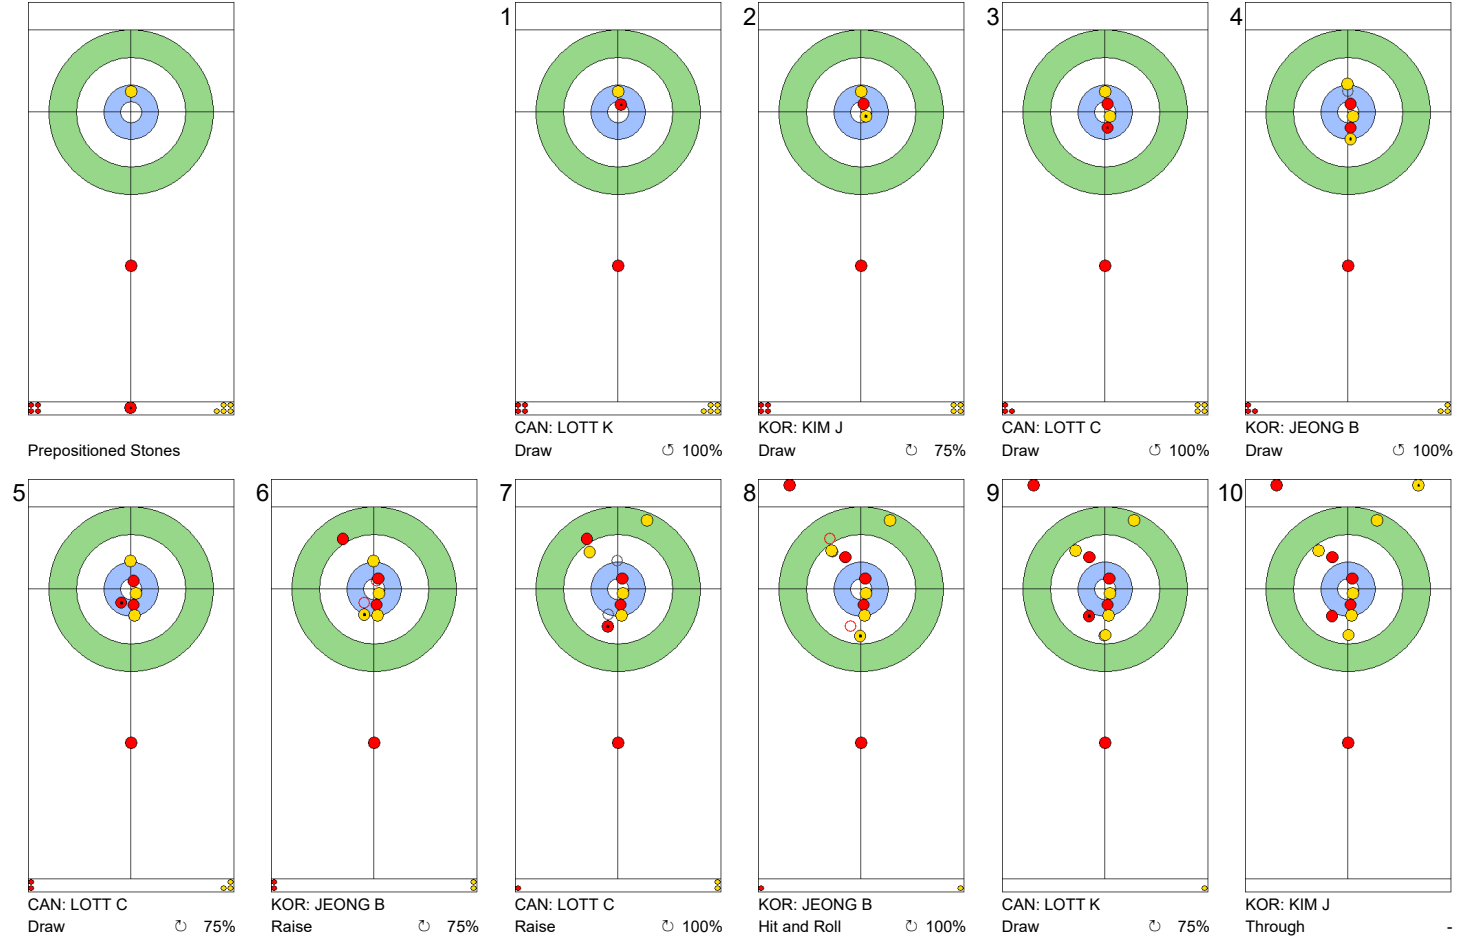 1
2
3
4
Prepositioned Stones
CAN: LOTT K
Draw ↺ 100%
KOR: KIM J
Draw ↻ 75%
CAN: LOTT C
Draw ↺ 100%
KOR: JEONG B
Draw ↺ 100%
5
6
7
8
9
10
CAN: LOTT C
Draw ↻ 75%
KOR: JEONG B
Raise ↻ 75%
CAN: LOTT C
Raise ↻ 100%
KOR: JEONG B
Hit and Roll ↻ 100%
CAN: LOTT K
Draw ↻ 75%
KOR: KIM J
Through -